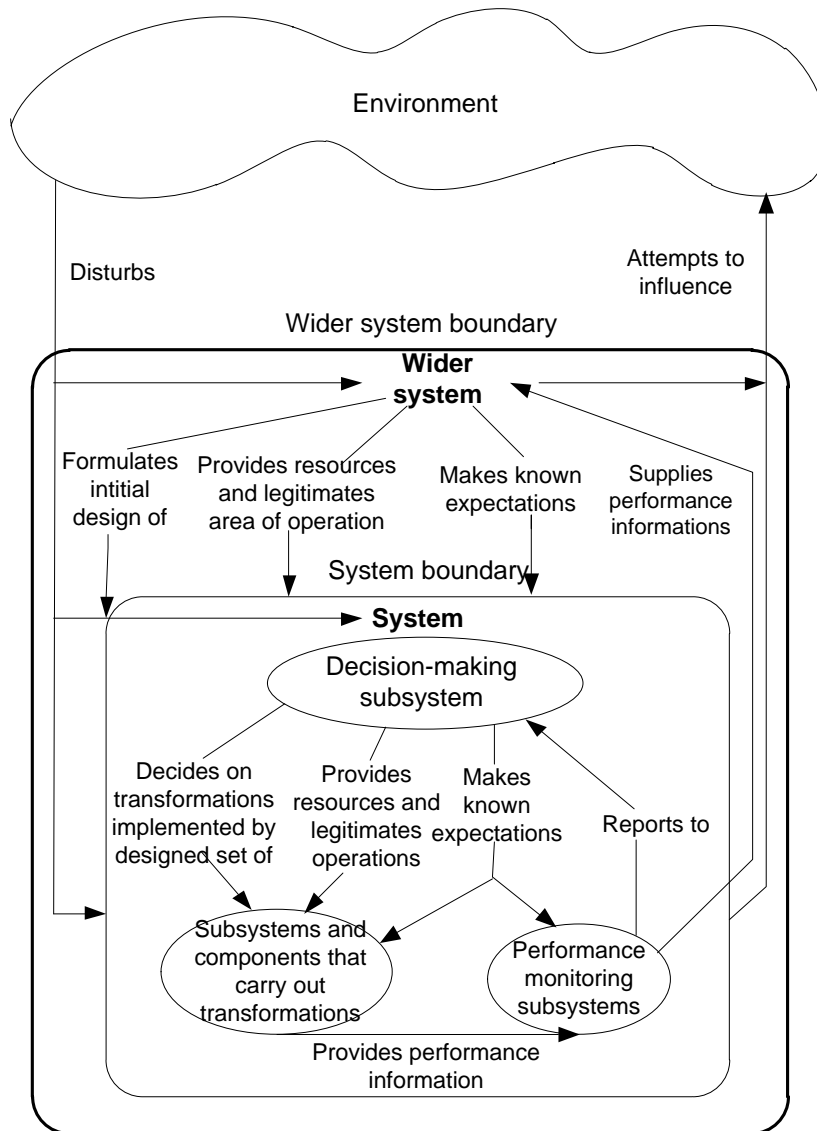 Environment
Disturbs
Attempts to
influence
Wider system boundary
Wider
system
Formulates
intitial
design of
Provides resources
and legitimates
area of operation
Makes known
expectations
Supplies
performance
informations
System boundary
System
Decision-making
subsystem
Decides on
transformations
implemented by
designed set of
Provides
resources and
legitimates
operations
Makes
known
expectations
Reports to
Subsystems and
components that
carry out
transformations
Performance
monitoring
subsystems
Provides performance
information